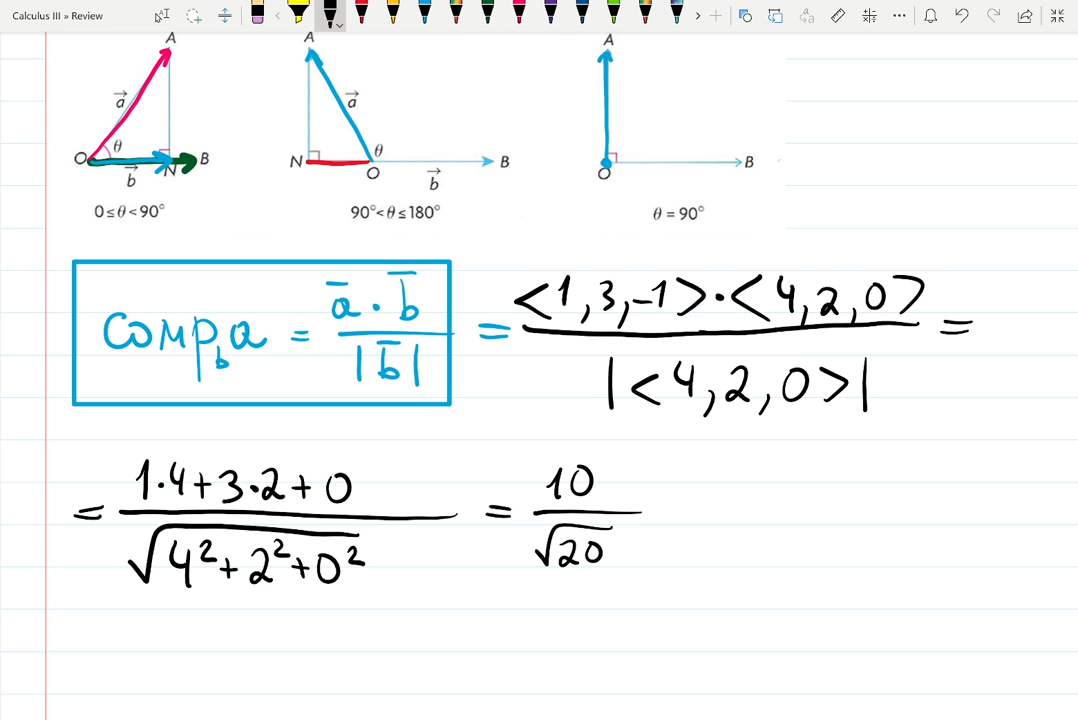 Calculus III » Review
A A A
a⃗ a⃗
θ θ
O N B N O B O B
b⃗ b⃗
0≤θ<90° 90°<θ≤180° θ = 90°
comp_b a = a̅ · b̅ / |b̅| = <1,3,-1>·<4,2,0> / |<4,2,0>| =
= 1·4+3·2+0 / √(4²+2²+0²) = 10 / √20